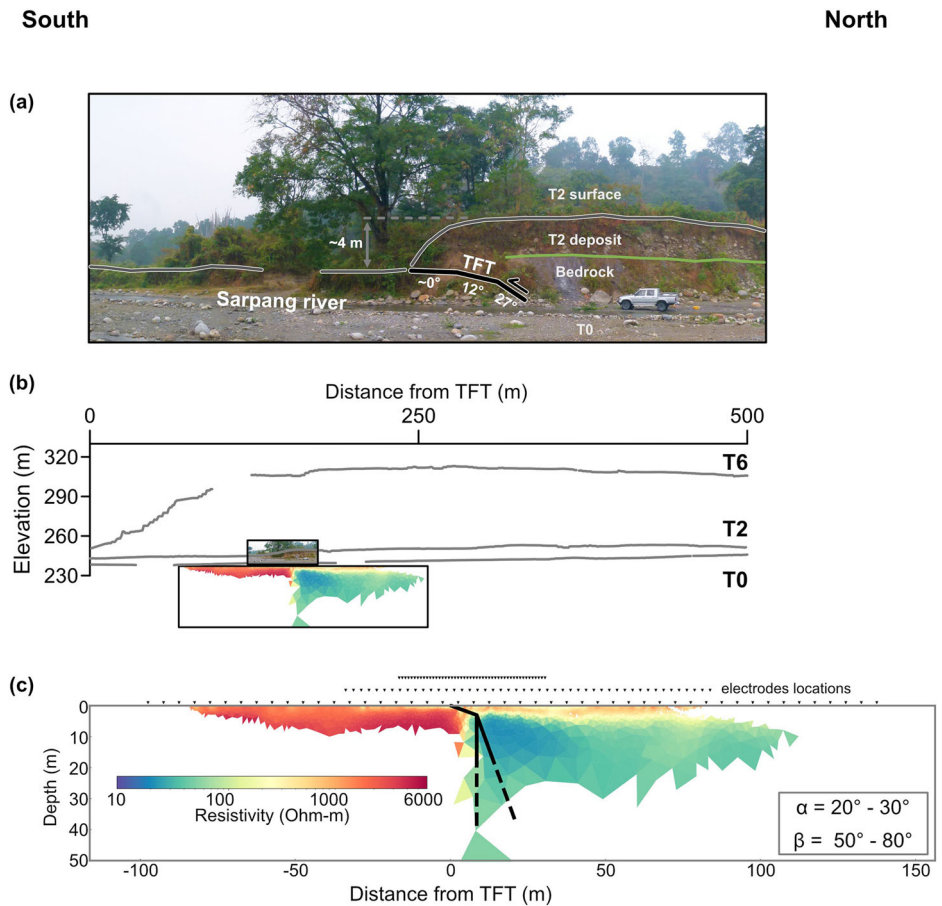 South
North
(a)
T2 surface
~4 m
T2 deposit
TFT
Bedrock
~0°
12°
27°
Sarpang river
T0
(b)
Distance from TFT (m)
0
250
500
Elevation (m)
320
290
260
230
T6
T2
T0
(c)
electrodes locations
Depth (m)
0
10
20
30
40
50
10
100
1000
6000
Resistivity (Ohm-m)
α = 20° - 30°
β = 50° - 80°
-100
-50
0
50
100
150
Distance from TFT (m)